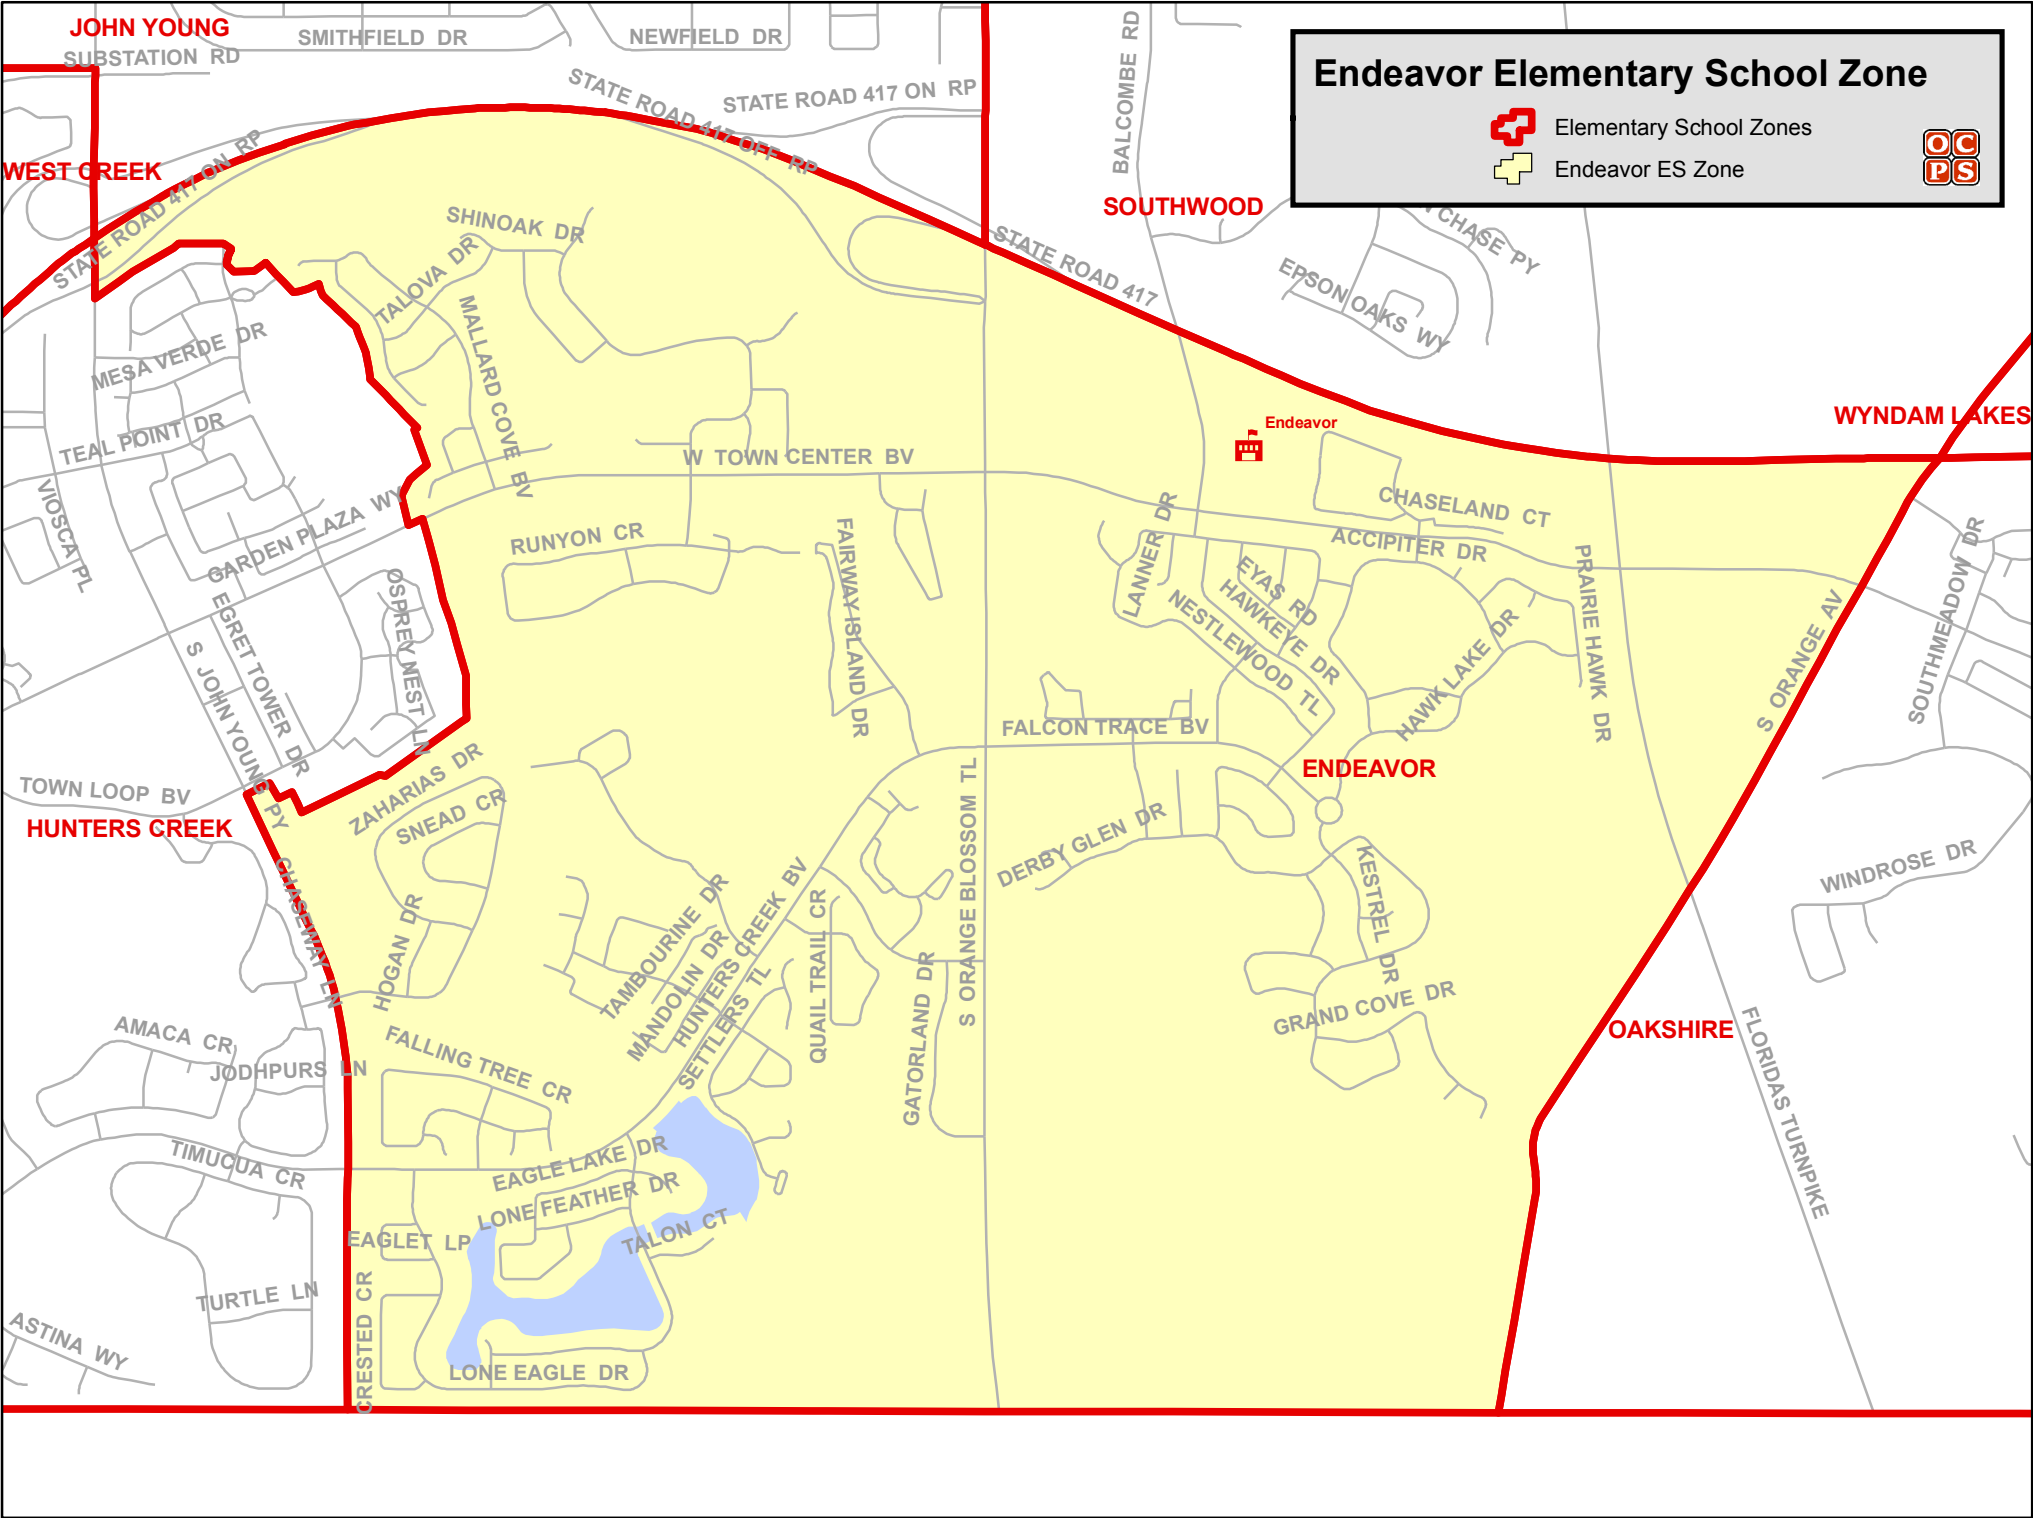 JOHN YOUNG
SUBSTATION RD
SMITHFIELD DR
NEWFIELD DR
STATE ROAD 417 OFF RP
STATE ROAD 417 ON RP
BALCOMBE RD
Endeavor Elementary School Zone
Elementary School Zones
Endeavor ES Zone
OC
PS
WEST CREEK
STATE ROAD 417 ON RP
SHINOAK DR
TALOVA DR
MALLARD COVE BV
SOUTHWOOD
STATE ROAD 417
CHASE PY
EPSON OAKS WY
WYNDAM LAKES
MESA VERDE DR
TEAL POINT DR
VIOSCA PL
GARDEN PLAZA WY
W TOWN CENTER BV
Endeavor
CHASELAND CT
ACCIPITER DR
RUNYON CR
FAIRWAY ISLAND DR
LANNER DR
EYAS RD
HAWKEYE DR
NESTLEWOOD TL
HAWK LAKE DR
PRAIRIE HAWK DR
S ORANGE AV
SOUTHMEADOW DR
OSPREY NEST LN
EGRET TOWER DR
S JOHN YOUNG PY
FALCON TRACE BV
ENDEAVOR
TOWN LOOP BV
HUNTERS CREEK
ZAHARIAS DR
SNEAD CR
HOGAN DR
CHASEWAY LN
DERBY GLEN DR
KESTREL DR
WINDROSE DR
S ORANGE BLOSSOM TL
TAMBOURINE DR
MANDOLIN DR
HUNTERS CREEK BV
SETTLERS TL
QUAIL TRAIL CR
GATORLAND DR
GRAND COVE DR
OAKSHIRE
FLORIDAS TURNPIKE
AMACA CR
JODHPURS LN
FALLING TREE CR
TIMUCUA CR
EAGLE LAKE DR
LONE FEATHER DR
TALON CT
EAGLET LP
TURTLE LN
ASTINA WY
CRESTED CR
LONE EAGLE DR